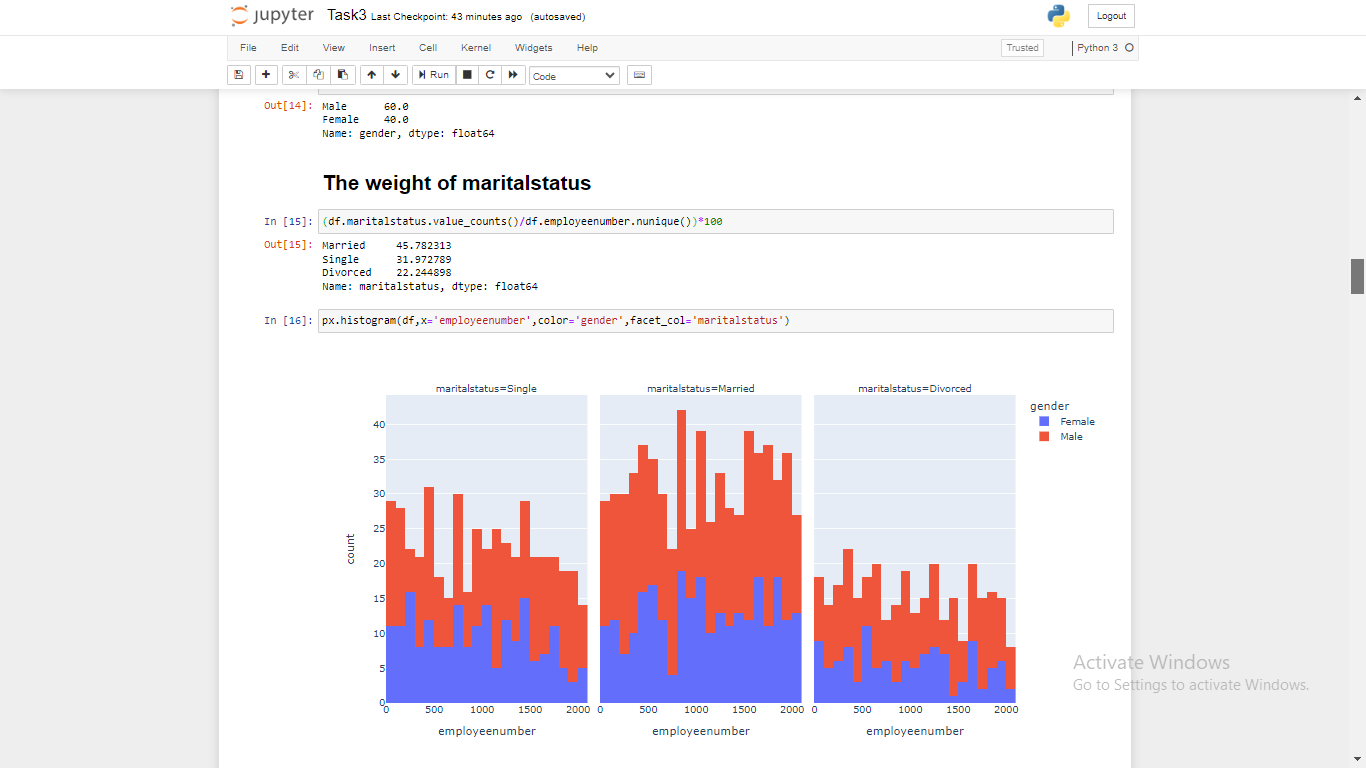 jupyter Task3 Last Checkpoint: 43 minutes ago (autosaved) Logout
File Edit View Insert Cell Kernel Widgets Help Trusted Python 3
Run Code
Out[14]: Male 60.0
Female 40.0
Name: gender, dtype: float64
The weight of maritalstatus
In [15]: (df.maritalstatus.value_counts()/df.employeenumber.nunique())*100
Out[15]: Married 45.782313
Single 31.972789
Divorced 22.244898
Name: maritalstatus, dtype: float64
In [16]: px.histogram(df,x='employeenumber',color='gender',facet_col='maritalstatus')
maritalstatus=Single maritalstatus=Married maritalstatus=Divorced
gender
Female
Male
40
35
30
25
20
15
10
5
0
count
0 500 1000 1500 2000 0 500 1000 1500 2000 0 500 1000 1500 2000
employeenumber employeenumber employeenumber
Activate Windows
Go to Settings to activate Windows.